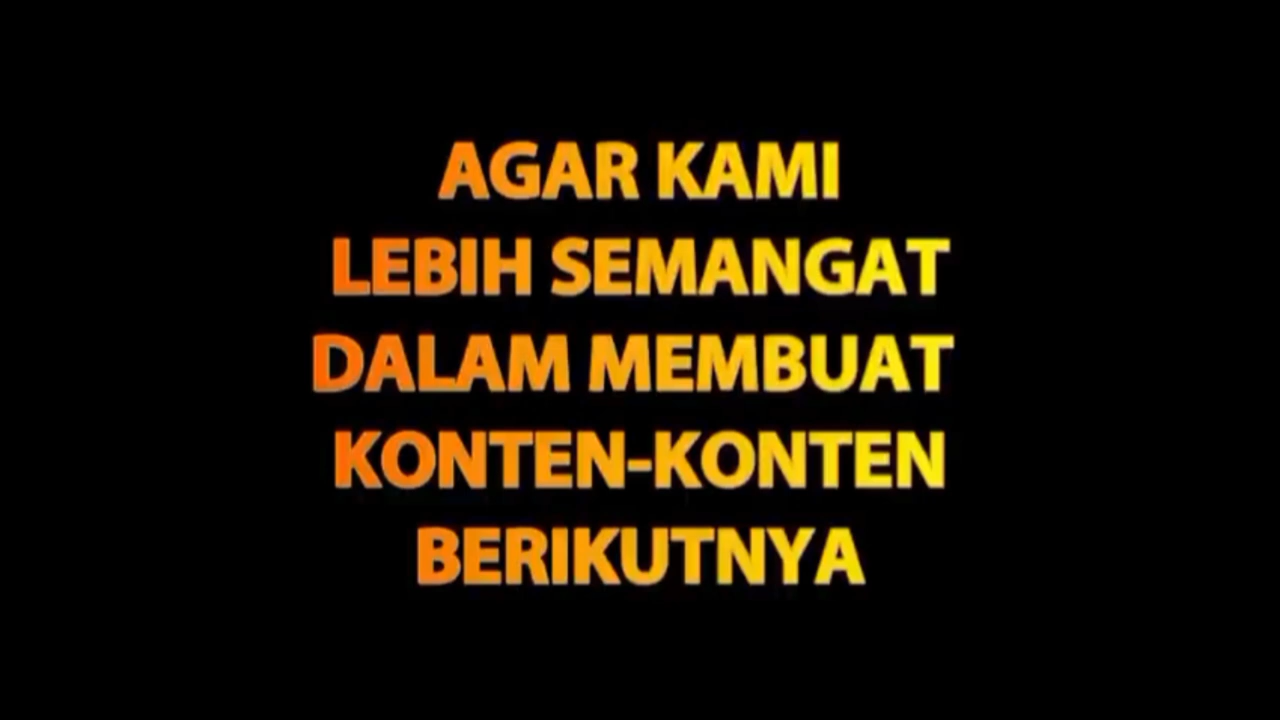 AGAR KAMI
LEBIH SEMANGAT
DALAM MEMBUAT
KONTEN-KONTEN
BERIKUTNYA